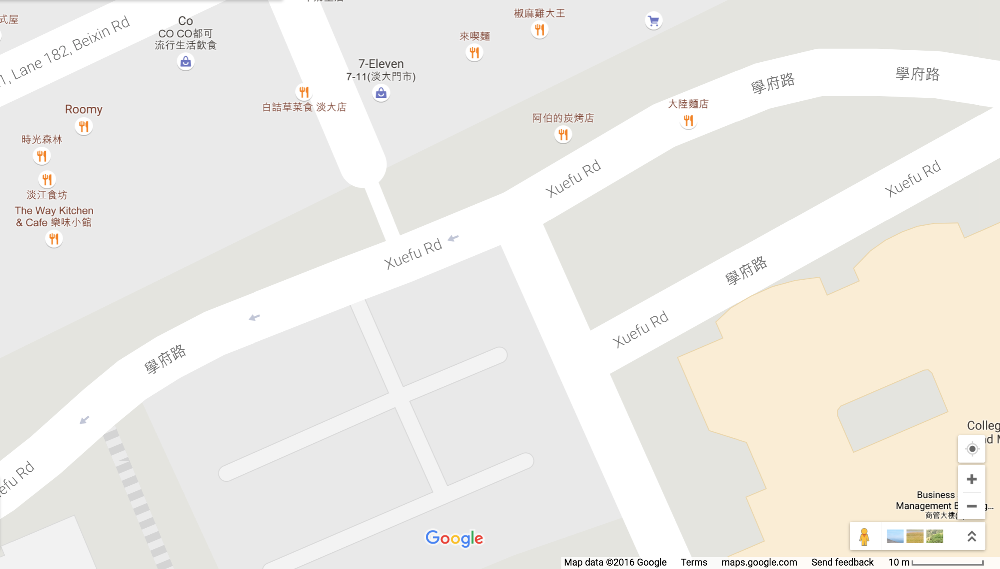 式屋
1, Lane 182, Beixin Rd
Co
CO CO都可
流行生活飲食
椒麻雞大王
來喫麵
7-Eleven
7-11(淡大門市)
白詰草菜食 淡大店
Roomy
時光森林
淡江食坊
The Way Kitchen
& Cafe 樂味小館
阿伯的炭烤店
大陸麵店
學府路
學府路
Xuefu Rd
Xuefu Rd
Xuefu Rd
學府路
Xuefu Rd
學府路
efu Rd
Colleg
d M
Business
Management B
g...
商管大樓(
Google
Map data ©2016 Google
Terms
maps.google.com
Send feedback
10 m